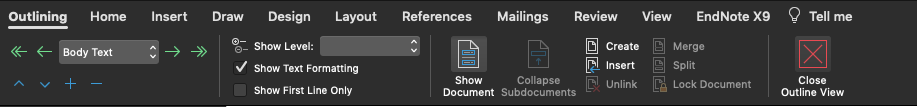 Outlining Home Insert Draw Design Layout References Mailings Review View EndNote X9 Tell me
Body Text
Show Level:
Show Text Formatting
Show First Line Only
Show
Document
Collapse
Subdocuments
Create
Insert
Unlink
Merge
Split
Lock Document
Close
Outline View